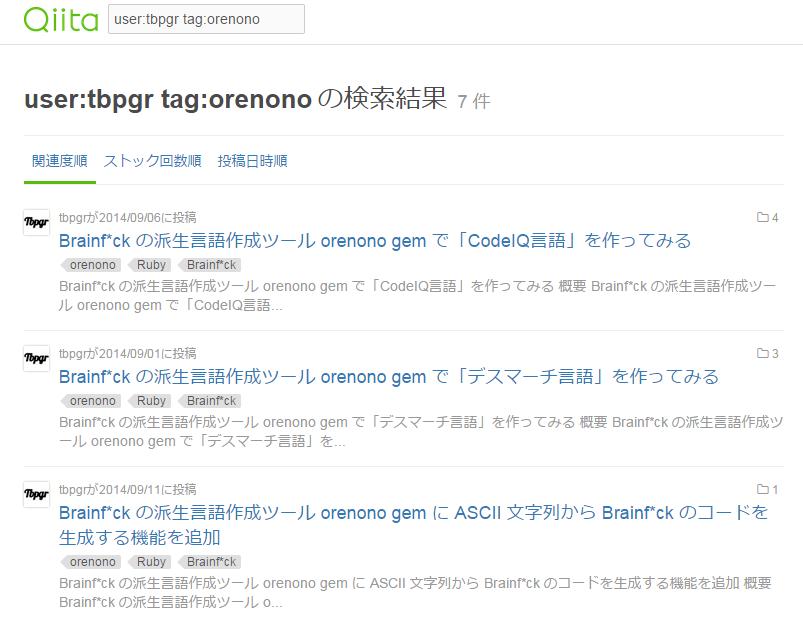 Qiita user:tbpgr tag:orenono
user:tbpgr tag:orenonoの検索結果 7 件
関連度順 ストック回数順 投稿日時順
Tbpgr tbpgrが2014/09/06に投稿 4
Brainf*ck の派生言語作成ツール orenono gem で「CodeIQ言語」を作ってみる
orenono Ruby Brainf*ck
Brainf*ck の派生言語作成ツール orenono gem で「CodeIQ言語」を作ってみる 概要 Brainf*ck の派生言語作成ツー
ル orenono gem で「CodeIQ言語...
Tbpgr tbpgrが2014/09/01に投稿 3
Brainf*ck の派生言語作成ツール orenono gem で「デスマーチ言語」を作ってみる
orenono Ruby Brainf*ck
Brainf*ck の派生言語作成ツール orenono gem で「デスマーチ言語」を作ってみる 概要 Brainf*ck の派生言語作成ツ
ール orenono gem で「デスマーチ言語」を...
Tbpgr tbpgrが2014/09/11に投稿 1
Brainf*ck の派生言語作成ツール orenono gem に ASCII 文字列から Brainf*ck のコードを
生成する機能を追加
orenono Ruby Brainf*ck
Brainf*ck の派生言語作成ツール orenono gem に ASCII 文字列から Brainf*ck のコードを生成する機能を追加 概要
Brainf*ck の派生言語作成ツール o...